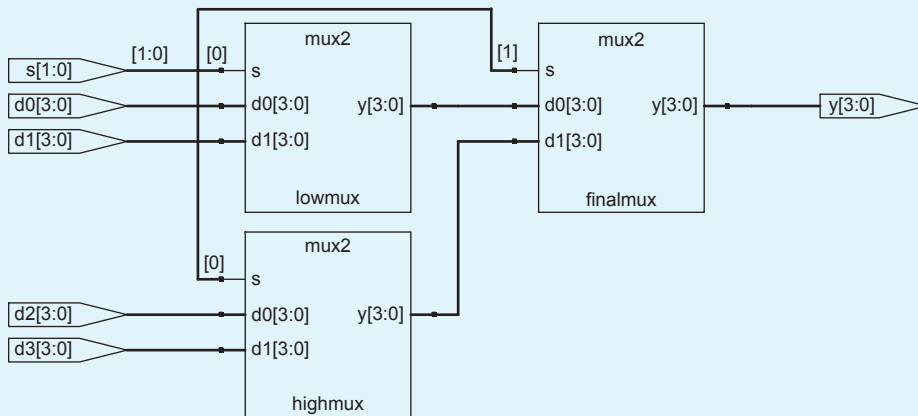 mux2
mux2
[1:0]
[0]
[1]
s[1:0]
s
s
d0[3:0]
d0[3:0]
y[3:0]
d0[3:0]
y[3:0]
y[3:0]
d1[3:0]
d1[3:0]
d1[3:0]
lowmux
finalmux
mux2
[0]
s
d2[3:0]
d0[3:0]
y[3:0]
d3[3:0]
d1[3:0]
highmux